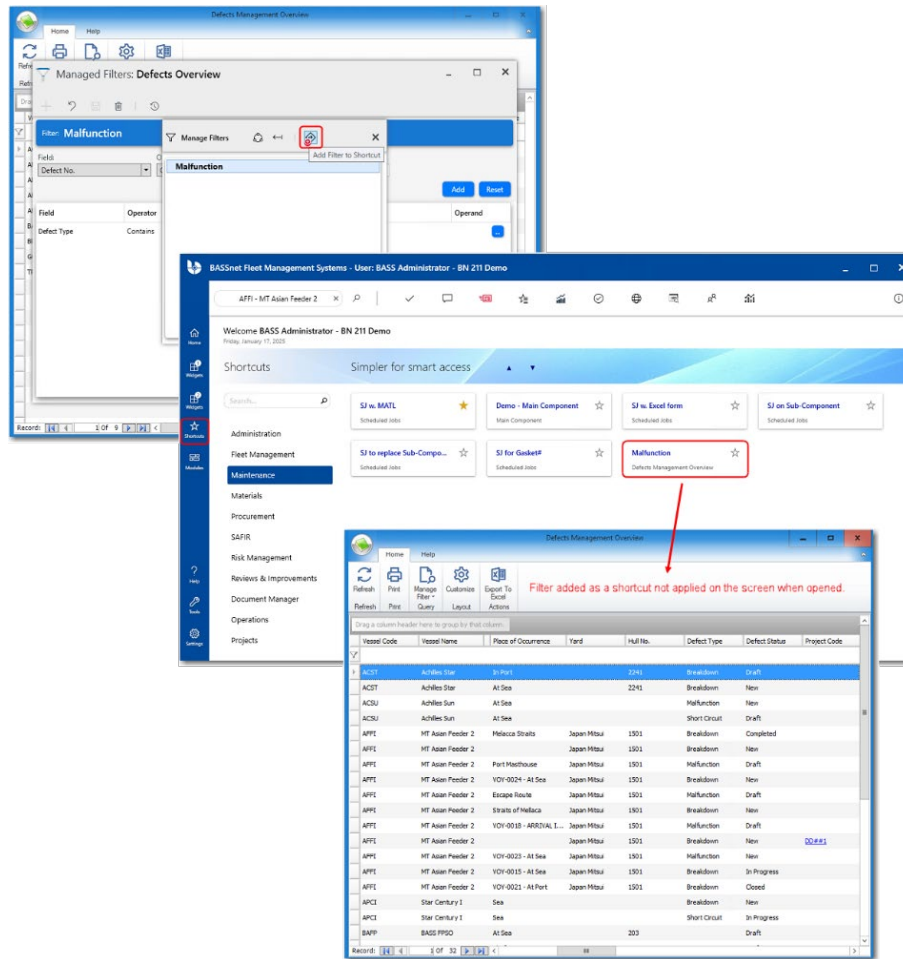 Defects Management Overview
Home Help
Managed Filters: Defects Overview
Filter: Malfunction
Manage Filters
Add Filter to Shortcut
Malfunction
Field:
Defect No.
Add Reset
Field Operator Operand
Defect Type Contains
Record: 1 Of 9
BASSnet Fleet Management Systems - User: BASS Administrator - BN 211 Demo
AFFI - MT Asian Feeder 2
Welcome BASS Administrator - BN 211 Demo
Friday, January 17, 2025
Home
Widgets
Widgets
Shortcuts
Modules
Help
Tools
Settings
Shortcuts Simpler for smart access
Search...
Administration
Fleet Management
Maintenance
Materials
Procurement
SAFIR
Risk Management
Reviews & Improvements
Document Manager
Operations
Projects
SJ w. MATL
Scheduled Jobs
Demo - Main Component
Main Component
SJ w. Excel form
Scheduled Jobs
SJ on Sub-Component
Scheduled Jobs
SJ to replace Sub-Compo...
Scheduled Jobs
SJ for Gasket#
Scheduled Jobs
Malfunction
Defects Management Overview
Defects Management Overview
Home Help
Refresh Print Manage Filter Customize Export To Excel
Refresh Print Query Layout Actions
Filter added as a shortcut not applied on the screen when opened.
Drag a column header here to group by that column
Vessel Code Vessel Name Place of Occurrence Yard Hull No. Defect Type Defect Status Project Code
ACST Achilles Star In Port 2241 Breakdown Draft
ACST Achilles Star At Sea 2241 Breakdown New
ACSU Achilles Sun At Sea Malfunction New
ACSU Achilles Sun At Sea Short Circuit Draft
AFFI MT Asian Feeder 2 Melacca Straits Japan Mitsui 1501 Breakdown Completed
AFFI MT Asian Feeder 2 Japan Mitsui 1501 Breakdown New
AFFI MT Asian Feeder 2 Port Masthouse Japan Mitsui 1501 Malfunction Draft
AFFI MT Asian Feeder 2 VOY-0024 - At Sea Japan Mitsui 1501 Breakdown New
AFFI MT Asian Feeder 2 Escape Route Japan Mitsui 1501 Malfunction Draft
AFFI MT Asian Feeder 2 Straits of Mellaca Japan Mitsui 1501 Breakdown New
AFFI MT Asian Feeder 2 VOY-0018 - ARRIVAL I... Japan Mitsui 1501 Malfunction Draft
AFFI MT Asian Feeder 2 Japan Mitsui 1501 Breakdown New DD##1
AFFI MT Asian Feeder 2 VOY-0023 - At Sea Japan Mitsui 1501 Malfunction New
AFFI MT Asian Feeder 2 VOY-0015 - At Sea Japan Mitsui 1501 Breakdown In Progress
AFFI MT Asian Feeder 2 VOY-0021 - At Port Japan Mitsui 1501 Breakdown Closed
APCI Star Century I Sea Breakdown New
APCI Star Century I Sea Short Circuit In Progress
BAFP BASS FPSO At Sea 203 Draft
Record: 1 Of 32